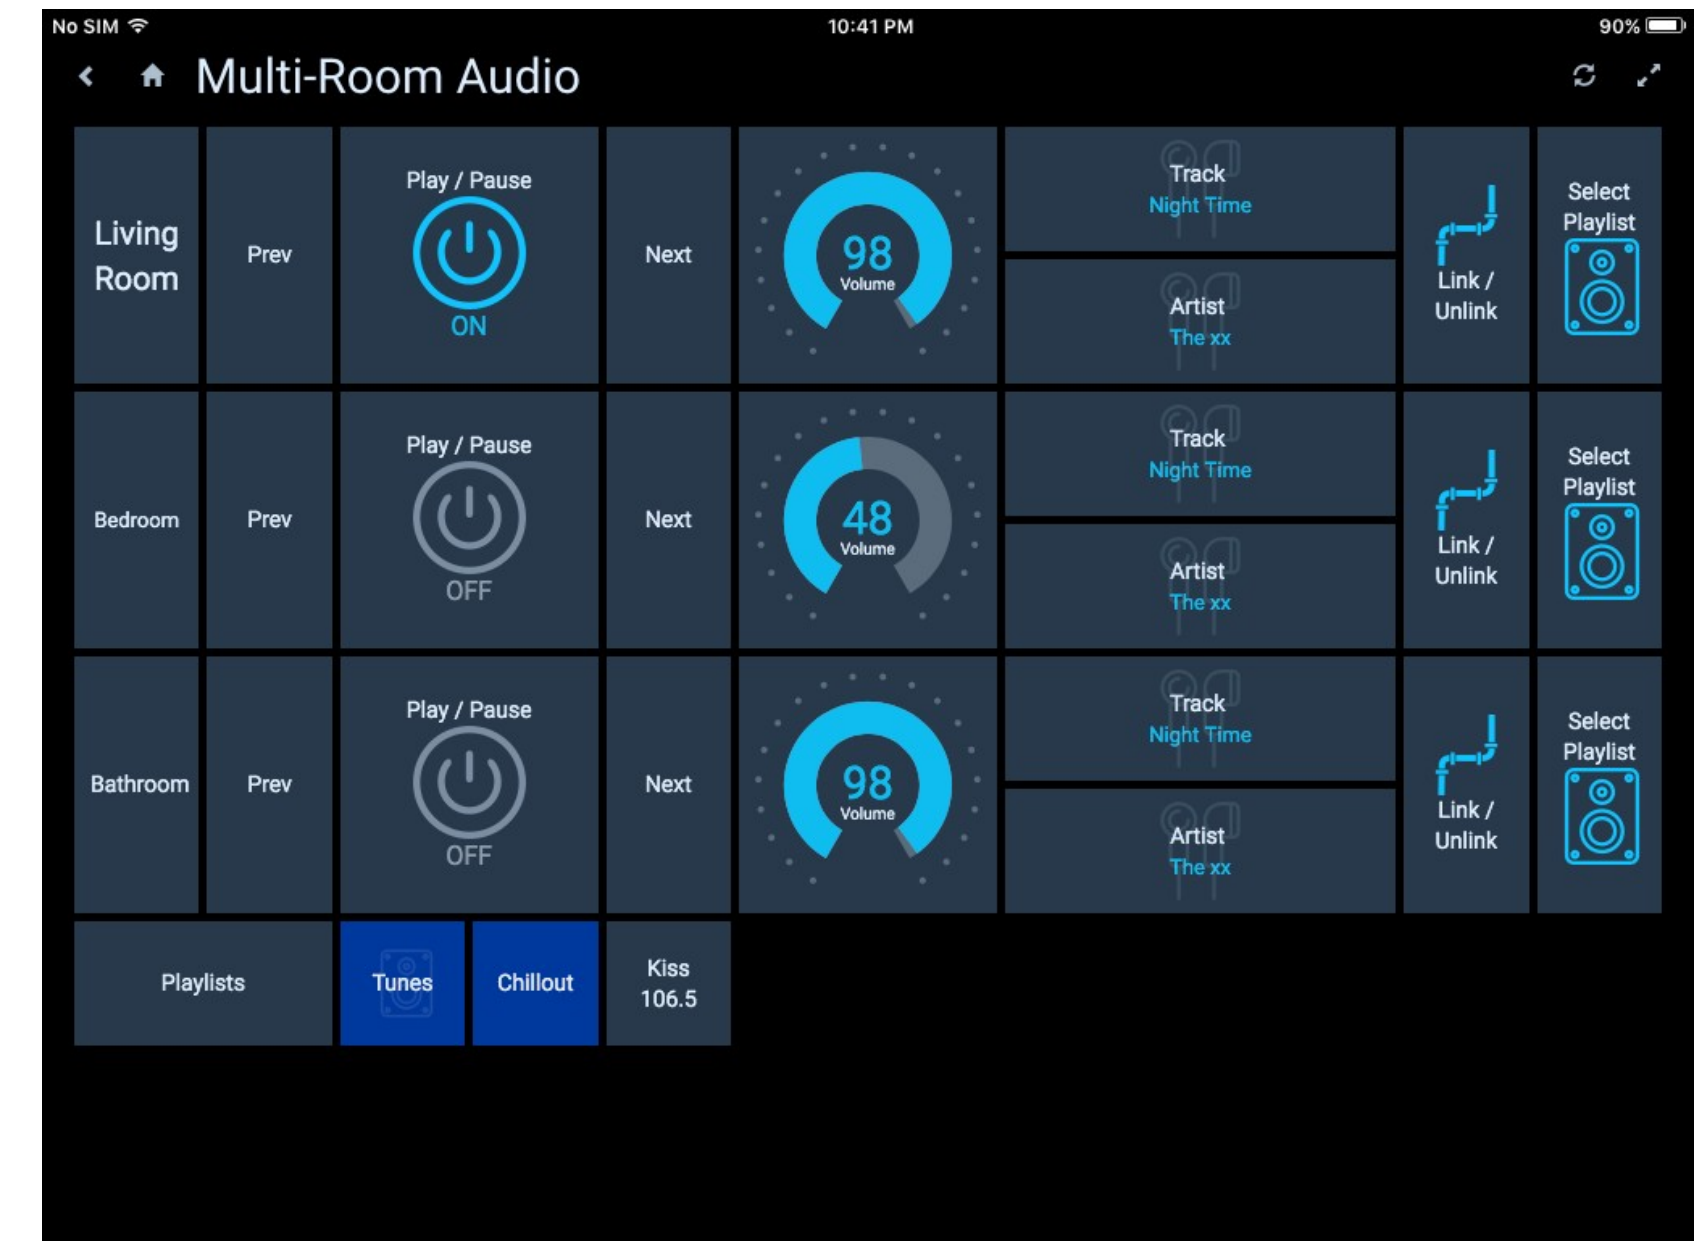 No SIM
10:41 PM
90%
Multi-Room Audio
Living
Room
Prev
Play / Pause
ON
Next
98
Volume
Track
Night Time
Artist
The xx
Link /
Unlink
Select
Playlist
Bedroom
Prev
Play / Pause
OFF
Next
48
Volume
Track
Night Time
Artist
The xx
Link /
Unlink
Select
Playlist
Bathroom
Prev
Play / Pause
OFF
Next
98
Volume
Track
Night Time
Artist
The xx
Link /
Unlink
Select
Playlist
Playlists
Tunes
Chillout
Kiss
106.5